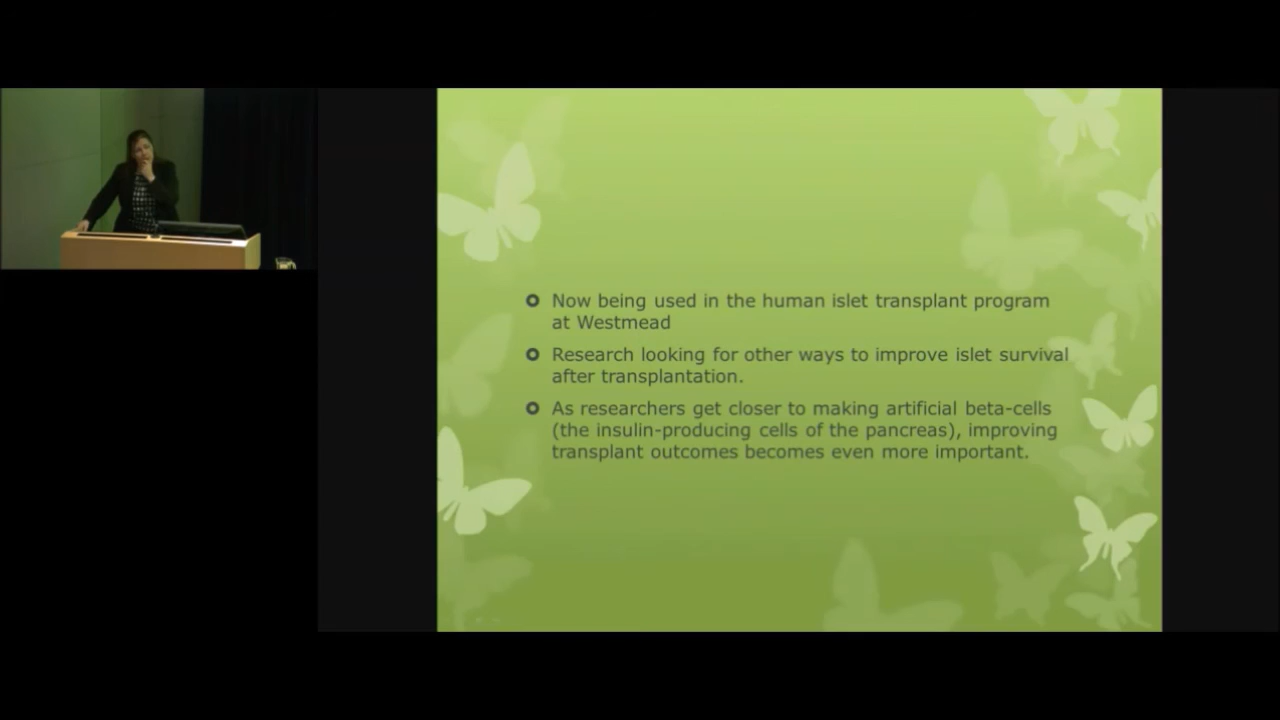 Now being used in the human islet transplant program
at Westmead
Research looking for other ways to improve islet survival
after transplantation.
As researchers get closer to making artificial beta-cells
(the insulin-producing cells of the pancreas), improving
transplant outcomes becomes even more important.